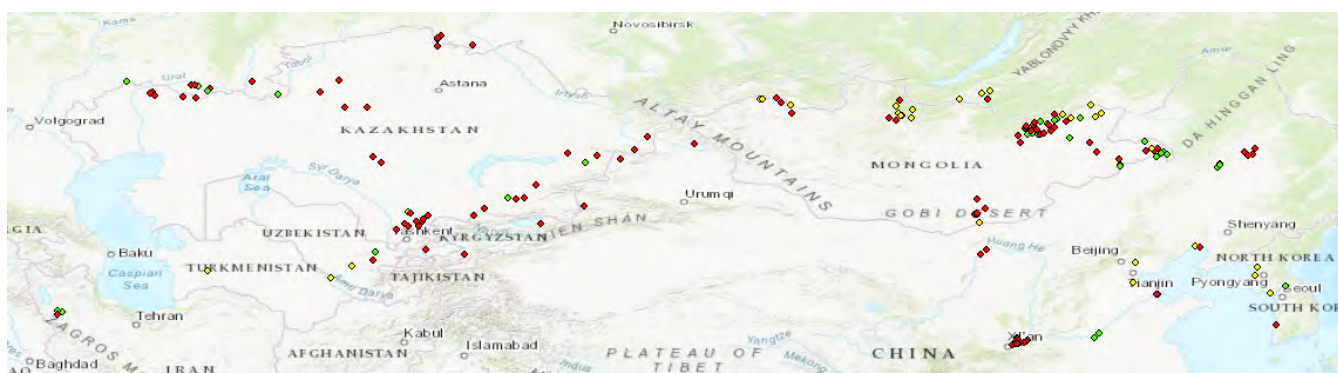 Kama
Novosibirsk
Tobol
Ural
Astana
Irtysh
YABLONOVYY KH
Amur
DA HINGGAN LING
Volgograd
KAZAKHSTAN
ALTAY MOUNTAINS
MONGOLIA
Aral
Sea
Syr Darya
Urumqi
GOBI DESERT
RGIA
UZBEKISTAN
KYRGYZSTAN
TIEN SHAN
Shenyang
Baku
Huang He
Beijing
NORTH KOREA
Caspian
Sea
TURKMENISTAN
Amu Darya
TAJIKISTAN
Pyongyang
Seoul
SOUTH KOR
Tehran
ZAGROS M
Kabul
Islamabad
Xi'an
Baghdad
IRAN
AFGHANISTAN
Indus
PLATEAU OF
TIBET
Yangtze
Mekong
CHINA